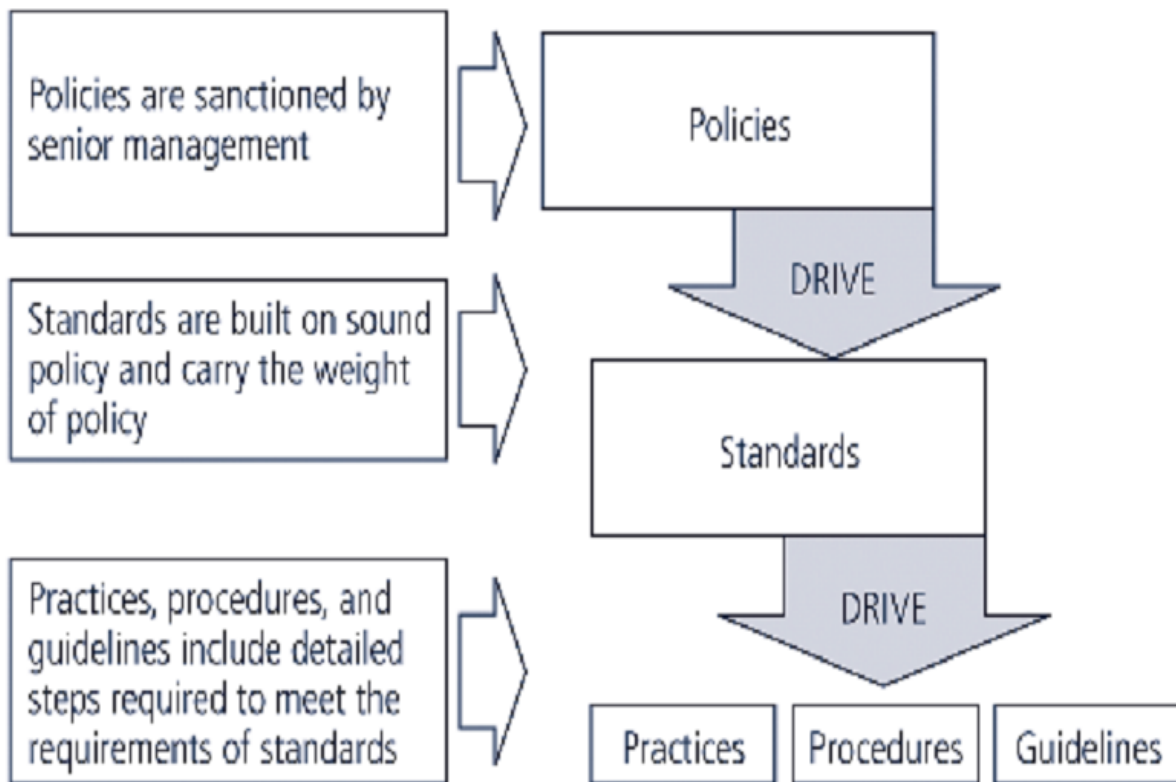 Policies are sanctioned by
senior management
Policies
DRIVE
Standards are built on sound
policy and carry the weight
of policy
Standards
DRIVE
Practices, procedures, and
guidelines include detailed
steps required to meet the
requirements of standards
Practices
Procedures
Guidelines